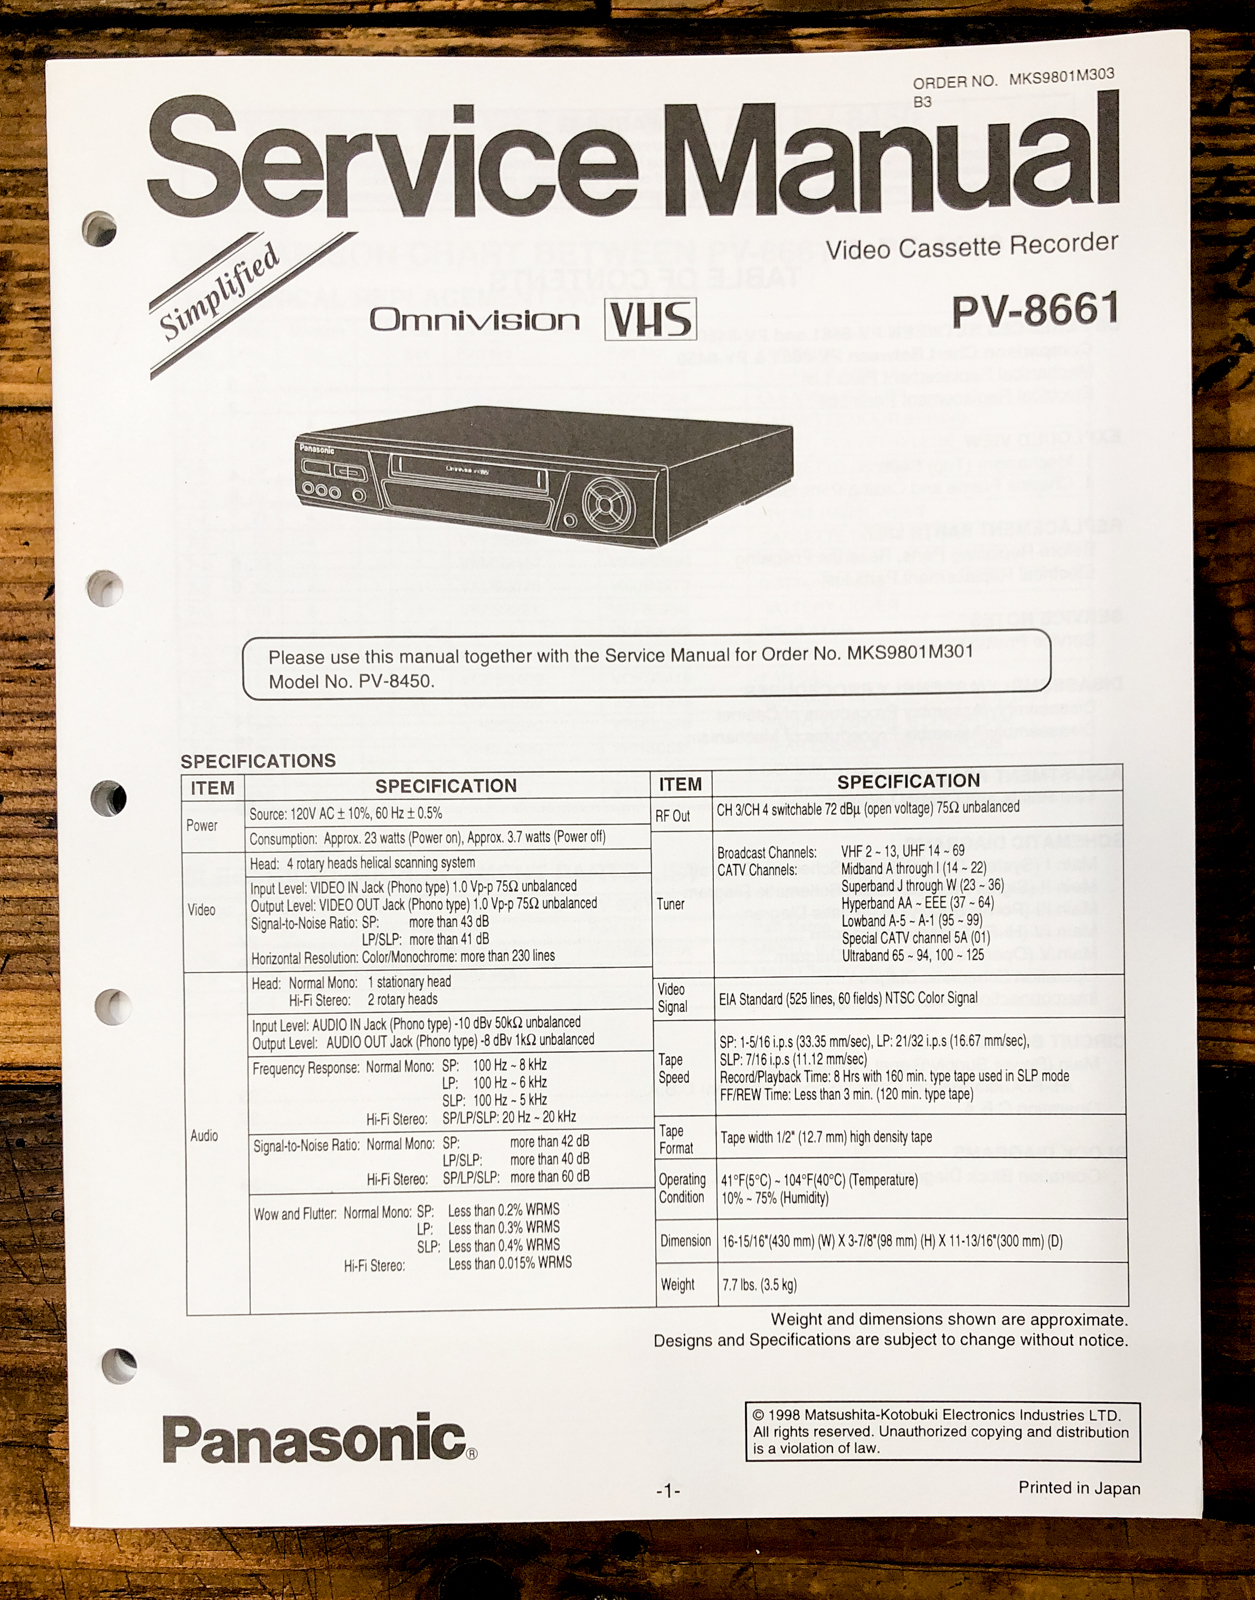 ORDER NO. MKS9801M303
B3
Service Manual
Simplified
Video Cassette Recorder
Omnivision VHS
PV-8661
Panasonic
Omnivision VHS
Please use this manual together with the Service Manual for Order No. MKS9801M301
Model No. PV-8450.
SPECIFICATIONS
ITEM SPECIFICATION
Power
Source: 120V AC ± 10%, 60 Hz ± 0.5%
Consumption: Approx. 23 watts (Power on), Approx. 3.7 watts (Power off)
Video
Head: 4 rotary heads helical scanning system
Input Level: VIDEO IN Jack (Phono type) 1.0 Vp-p 75Ω unbalanced
Output Level: VIDEO OUT Jack (Phono type) 1.0 Vp-p 75Ω unbalanced
Signal-to-Noise Ratio: SP: more than 43 dB
LP/SLP: more than 41 dB
Horizontal Resolution: Color/Monochrome: more than 230 lines
Audio
Head: Normal Mono: 1 stationary head
Hi-Fi Stereo: 2 rotary heads
Input Level: AUDIO IN Jack (Phono type) -10 dBv 50kΩ unbalanced
Output Level: AUDIO OUT Jack (Phono type) -8 dBv 1kΩ unbalanced
Frequency Response: Normal Mono: SP: 100 Hz ~ 8 kHz
LP: 100 Hz ~ 6 kHz
SLP: 100 Hz ~ 5 kHz
Hi-Fi Stereo: SP/LP/SLP: 20 Hz ~ 20 kHz
Signal-to-Noise Ratio: Normal Mono: SP: more than 42 dB
LP/SLP: more than 40 dB
Hi-Fi Stereo: SP/LP/SLP: more than 60 dB
Wow and Flutter: Normal Mono: SP: Less than 0.2% WRMS
LP: Less than 0.3% WRMS
SLP: Less than 0.4% WRMS
Hi-Fi Stereo: Less than 0.015% WRMS
ITEM SPECIFICATION
RF Out
CH 3/CH 4 switchable 72 dBμ (open voltage) 75Ω unbalanced
Tuner
Broadcast Channels: VHF 2 ~ 13, UHF 14 ~ 69
CATV Channels: Midband A through I (14 ~ 22)
Superband J through W (23 ~ 36)
Hyperband AA ~ EEE (37 ~ 64)
Lowband A-5 ~ A-1 (95 ~ 99)
Special CATV channel 5A (01)
Ultraband 65 ~ 94, 100 ~ 125
Video
Signal
EIA Standard (525 lines, 60 fields) NTSC Color Signal
Tape
Speed
SP: 1-5/16 i.p.s (33.35 mm/sec), LP: 21/32 i.p.s (16.67 mm/sec),
SLP: 7/16 i.p.s (11.12 mm/sec)
Record/Playback Time: 8 Hrs with 160 min. type tape used in SLP mode
FF/REW Time: Less than 3 min. (120 min. type tape)
Tape
Format
Tape width 1/2" (12.7 mm) high density tape
Operating
Condition
41°F(5°C) ~ 104°F(40°C) (Temperature)
10% ~ 75% (Humidity)
Dimension
16-15/16"(430 mm) (W) X 3-7/8"(98 mm) (H) X 11-13/16"(300 mm) (D)
Weight
7.7 lbs. (3.5 kg)
Weight and dimensions shown are approximate.
Designs and Specifications are subject to change without notice.
Panasonic®
© 1998 Matsushita-Kotobuki Electronics Industries LTD.
All rights reserved. Unauthorized copying and distribution
is a violation of law.
-1-
Printed in Japan